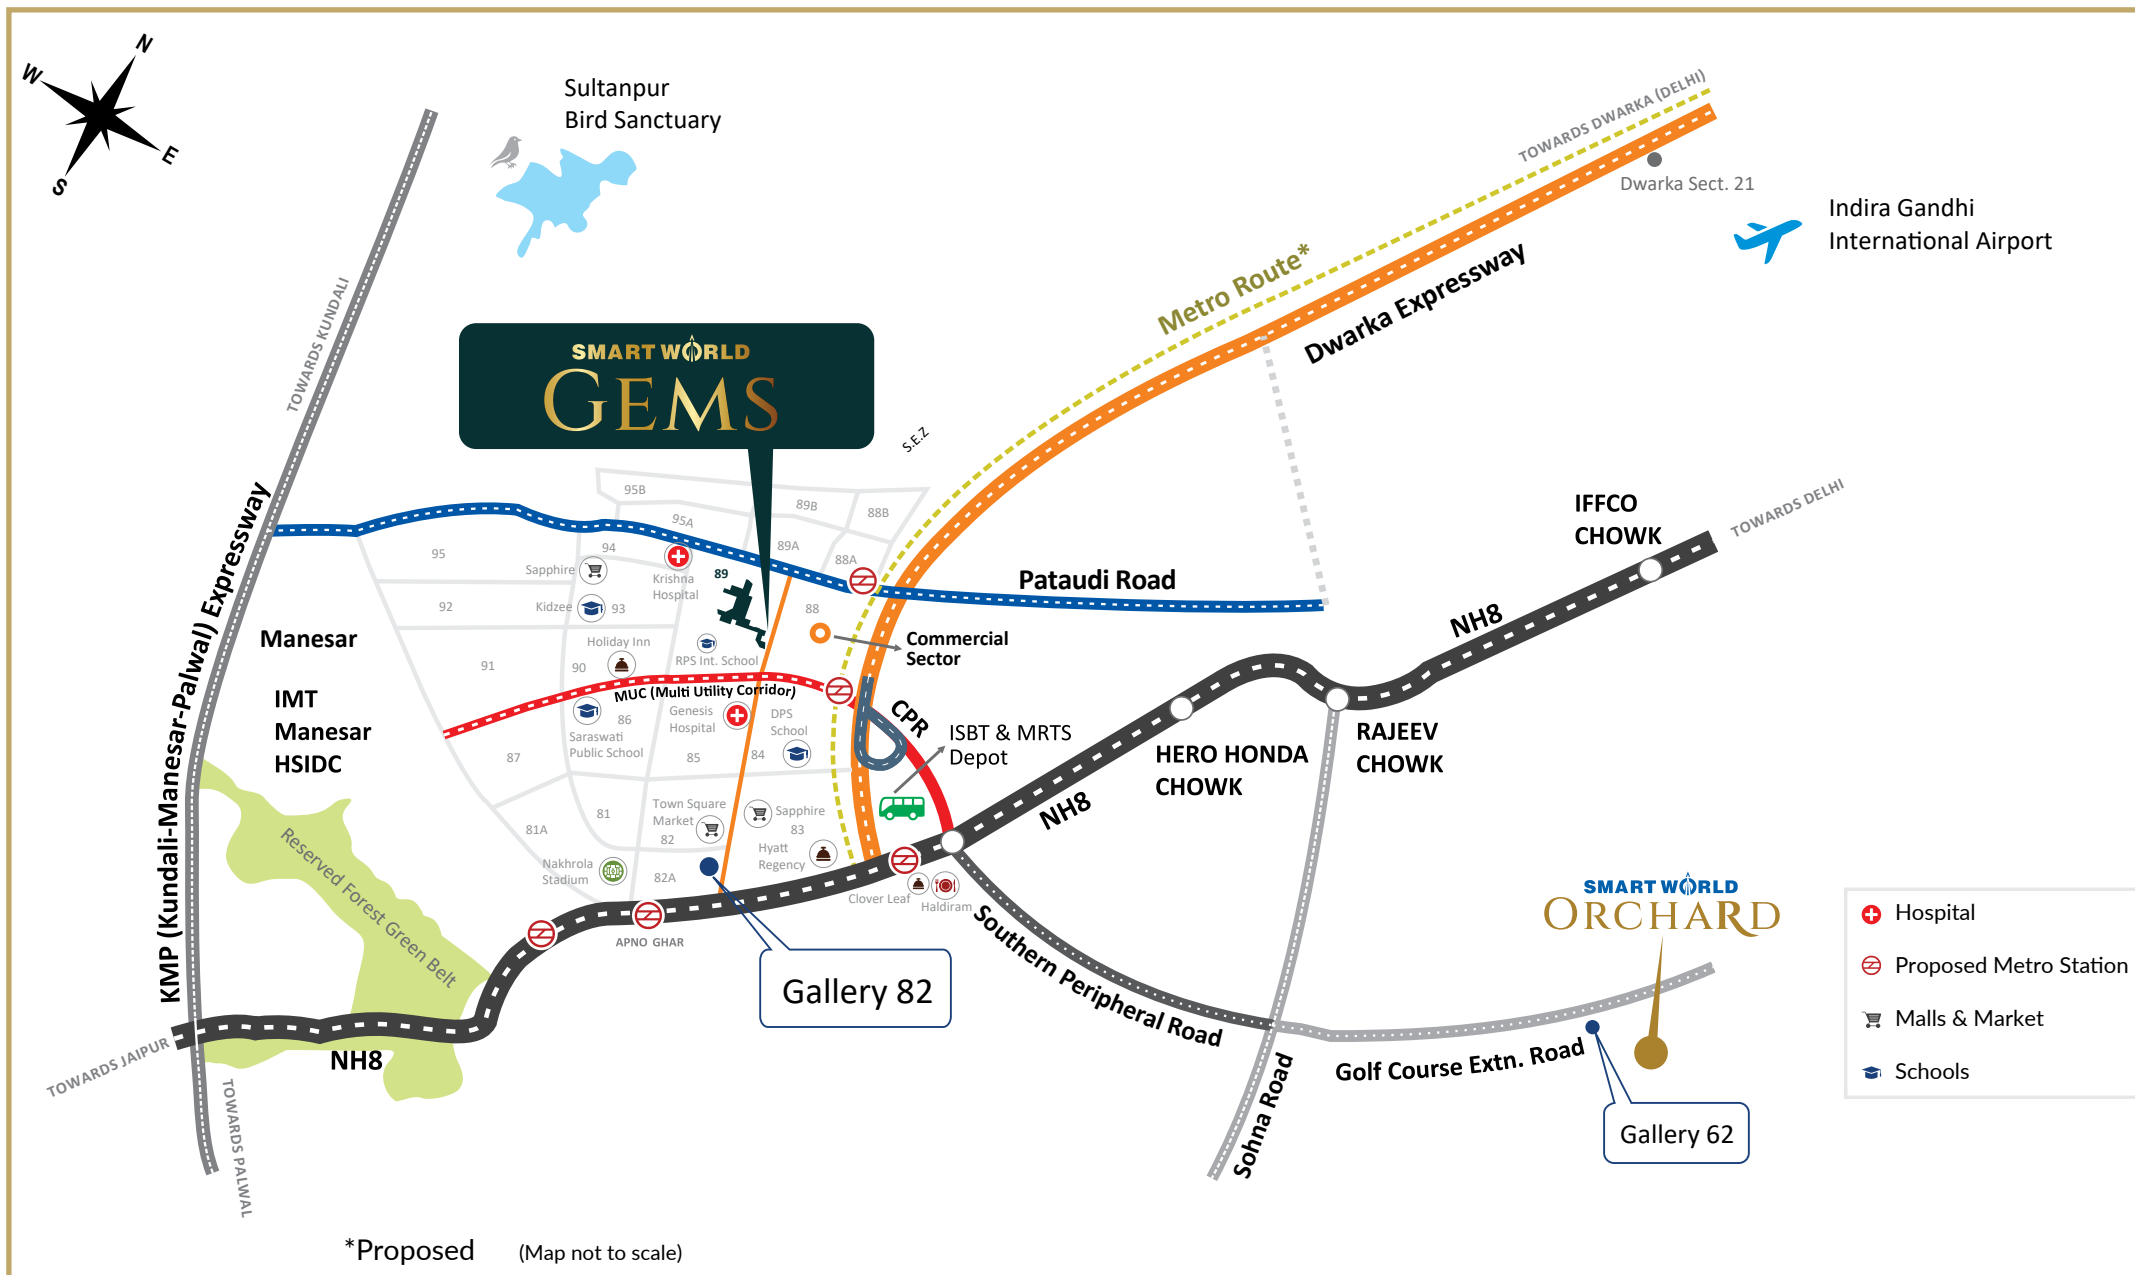 N
W
E
S
Sultanpur
Bird Sanctuary
TOWARDS DWARKA (DELHI)
Dwarka Sect. 21
Indira Gandhi
International Airport
Metro Route*
Dwarka Expressway
TOWARDS KUNDALI
SMART WORLD
GEMS
S.E.Z
95B
89B
88B
95A
IFFCO
CHOWK
TOWARDS DELHI
KMP (Kundali-Manesar-Palwal) Expressway
95
94
89A
88A
Sapphire
Krishna
Hospital
89
Pataudi Road
92
Kidzee
93
88
NH8
Manesar
Holiday Inn
Commercial
Sector
91
90
RPS Int. School
MUC (Multi Utility Corridor)
IMT
Manesar
HSIDC
86
Genesis
Hospital
DPS
School
CPR
ISBT & MRTS
Depot
RAJEEV
CHOWK
HERO HONDA
CHOWK
Saraswati
Public School
87
85
84
NH8
Town Square
Market
Sapphire
81A
81
82
83
Hyatt
Regency
Reserved Forest Green Belt
Nakhrola
Stadium
82A
Clover Leaf
Haldiram
SMART WORLD
ORCHARD
Hospital
APNO GHAR
Southern Peripheral Road
Proposed Metro Station
Gallery 82
Malls & Market
TOWARDS JAIPUR
NH8
Golf Course Extn. Road
Schools
TOWARDS PALWAL
Sohna Road
Gallery 62
*Proposed
(Map not to scale)